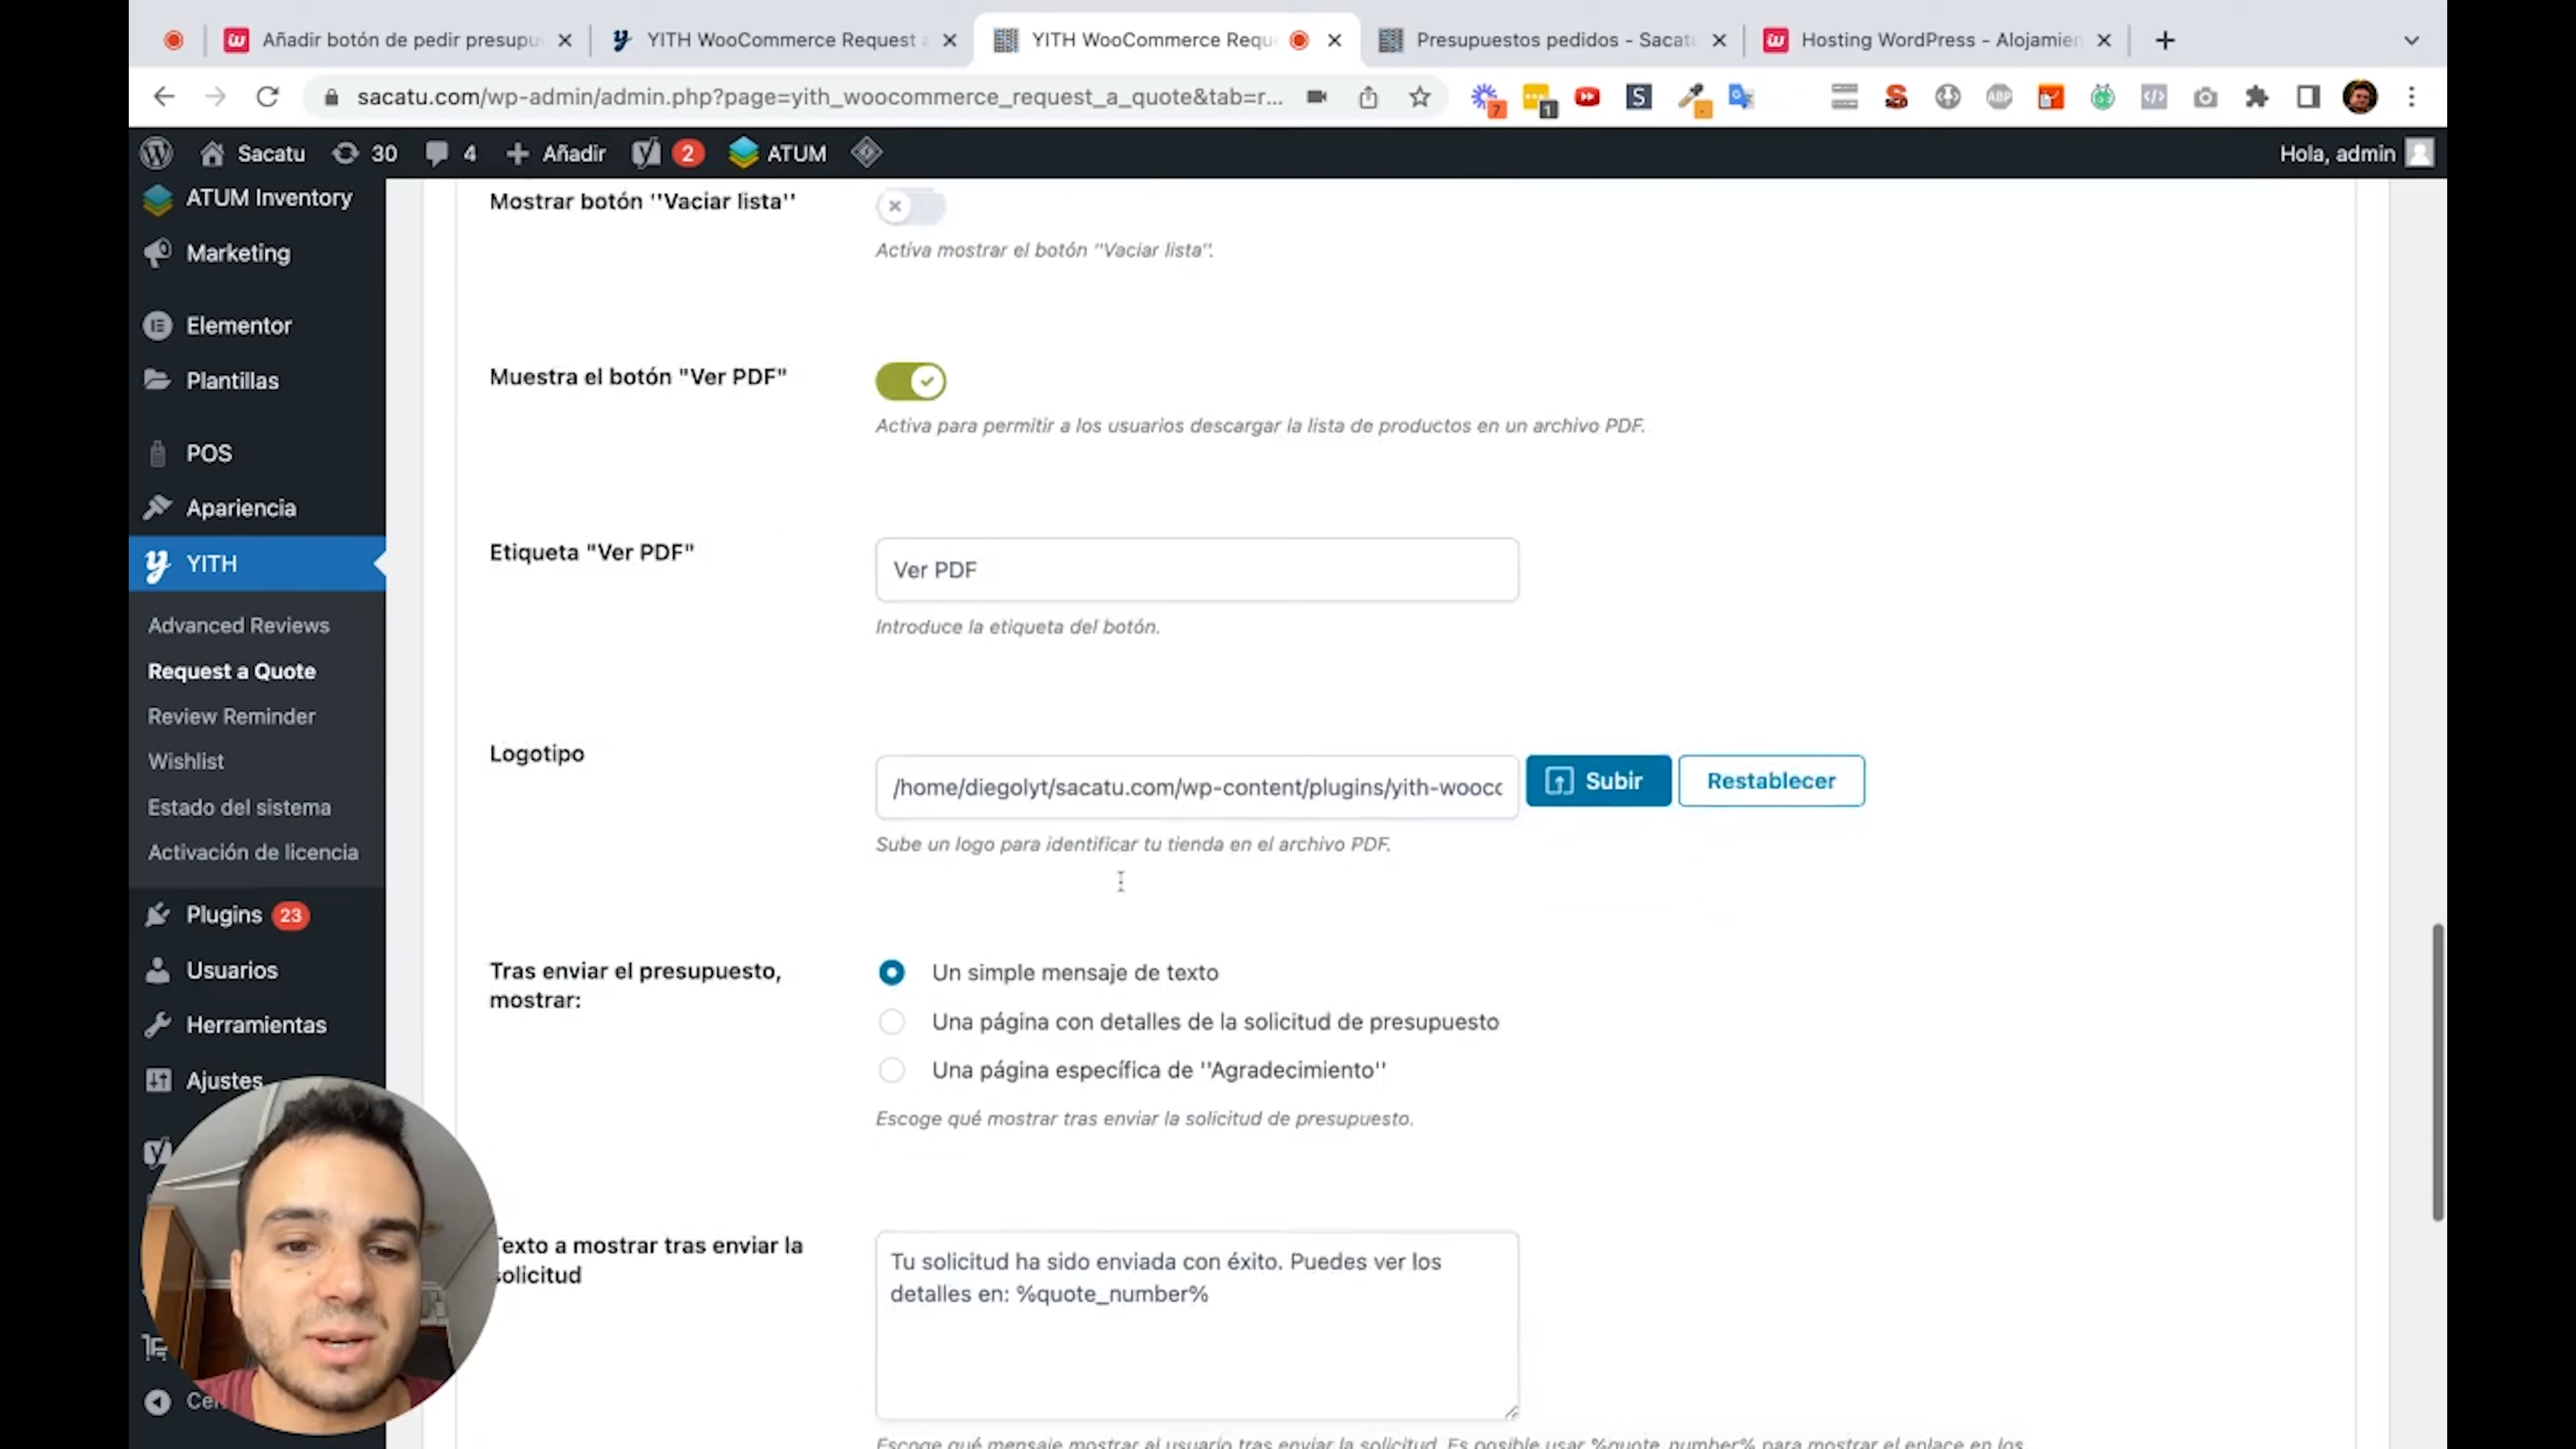 Añadir botón de pedir presupu
YITH WooCommerce Request a
YITH WooCommerce Requ
Presupuestos pedidos - Sacatu
Hosting WordPress - Alojamien
sacatu.com/wp-admin/admin.php?page=yith_woocommerce_request_a_quote&tab=r...
7
1
S
ABP
Sacatu
30
4
Añadir
2
ATUM
Hola, admin
ATUM Inventory
Marketing
Elementor
Plantillas
POS
Apariencia
YITH
Advanced Reviews
Request a Quote
Review Reminder
Wishlist
Estado del sistema
Activación de licencia
Plugins 23
Usuarios
Herramientas
Ajustes
Mostrar botón ''Vaciar lista''
Activa mostrar el botón "Vaciar lista".
Muestra el botón "Ver PDF"
Activa para permitir a los usuarios descargar la lista de productos en un archivo PDF.
Etiqueta "Ver PDF"
Ver PDF
Introduce la etiqueta del botón.
Logotipo
/home/diegolyt/sacatu.com/wp-content/plugins/yith-wooco
Subir
Restablecer
Sube un logo para identificar tu tienda en el archivo PDF.
Tras enviar el presupuesto,
mostrar:
Un simple mensaje de texto
Una página con detalles de la solicitud de presupuesto
Una página específica de ''Agradecimiento''
Escoge qué mostrar tras enviar la solicitud de presupuesto.
Texto a mostrar tras enviar la
solicitud
Tu solicitud ha sido enviada con éxito. Puedes ver los
detalles en: %quote_number%
Escoge qué mensaje mostrar al usuario tras enviar la solicitud. Es posible usar %quote_number% para mostrar el enlace en los